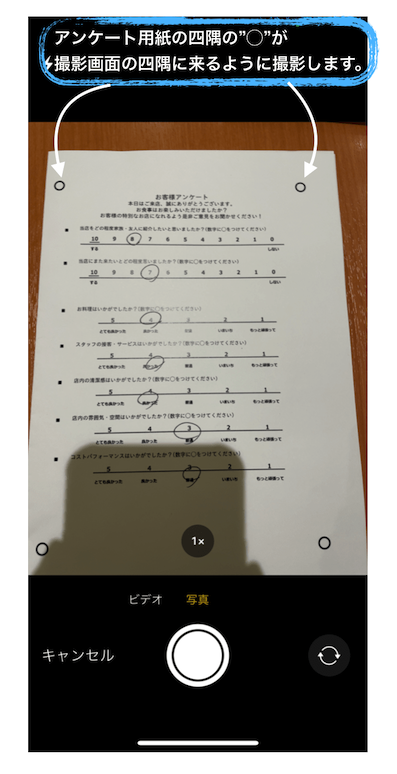 アンケート用紙の四隅の”◯”が
撮影画面の四隅に来るように撮影します。
お客様アンケート
本日はご来店、誠にありがとうございます。
お食事はお楽しみいただけましたか？
お客様の特別なお店になれるよう是非ご意見をお聞かせください！
当店をどの程度家族・友人に紹介したいと思いましたか？(数字に◯をつけてください)
10 9 8 7 6 5 4 3 2 1 0
する しない
当店にまた来たいとどの程度思いましたか？(数字に◯をつけてください)
10 9 8 7 6 5 4 3 2 1 0
する しない
お料理はいかがでしたか？(数字に◯をつけてください)
5 4 3 2 1
とても良かった 良かった 普通 いまいち もっと頑張って
スタッフの接客・サービスはいかがでしたか？(数字に◯をつけてください)
5 4 3 2 1
とても良かった 良かった 普通 いまいち もっと頑張って
店内の清潔感はいかがでしたか？(数字に◯をつけてください)
5 4 3 2 1
とても良かった 良かった 普通 いまいち もっと頑張って
店内の雰囲気・空間はいかがでしたか？(数字に◯をつけてください)
5 4 3 2 1
とても良かった 良かった 普通 いまいち もっと頑張って
コストパフォーマンスはいかがでしたか？(数字に◯をつけてください)
5 4 3 2 1
とても良かった 良かった 普通 いまいち もっと頑張って
1×
ビデオ 写真
キャンセル